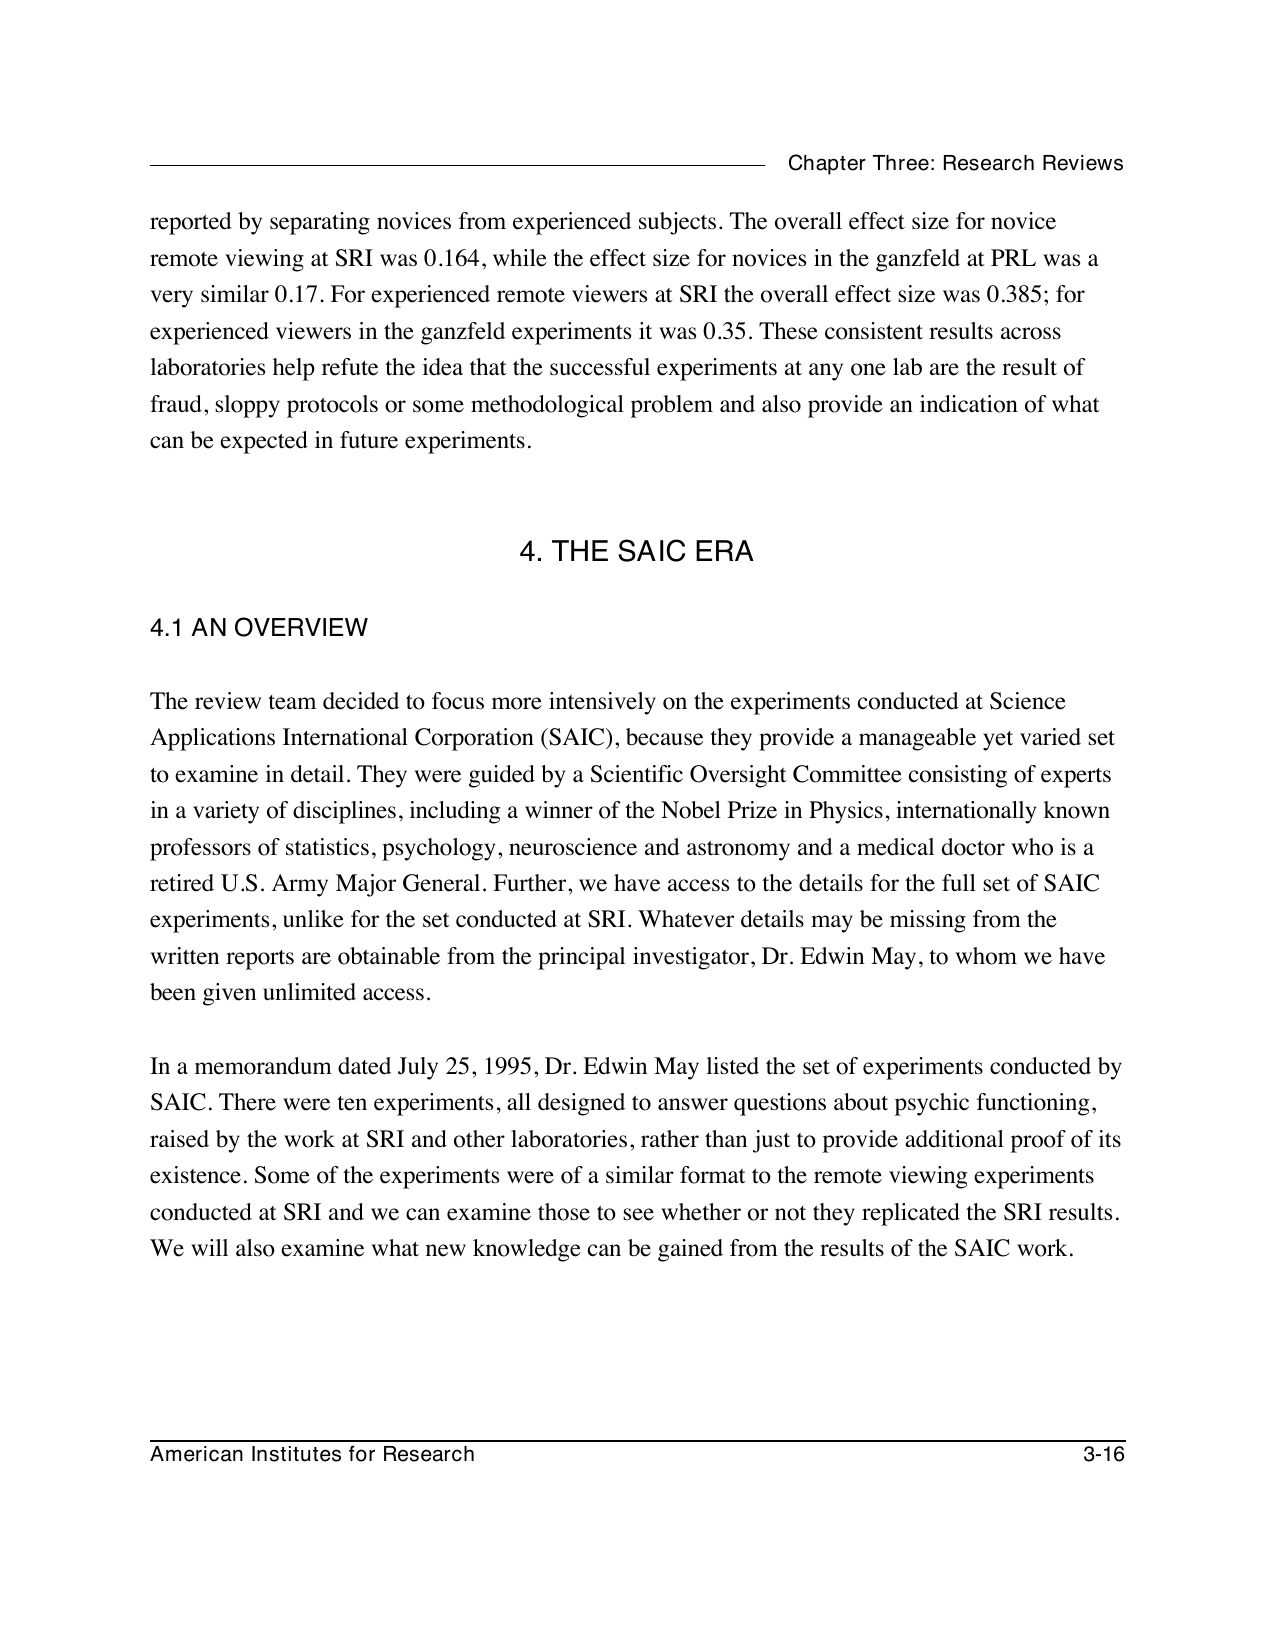 Chapter Three: Research Reviews
reported by separating novices from experienced subjects. The overall effect size for novice
remote viewing at SRI was 0.164, while the effect size for novices in the ganzfeld at PRL was a
very similar 0.17. For experienced remote viewers at SRI the overall effect size was 0.385; for
experienced viewers in the ganzfeld experiments it was 0.35. These consistent results across
laboratories help refute the idea that the successful experiments at any one lab are the result of
fraud, sloppy protocols or some methodological problem and also provide an indication of what
can be expected in future experiments.
4. THE SAIC ERA
4.1 AN OVERVIEW
The review team decided to focus more intensively on the experiments conducted at Science
Applications International Corporation (SAIC), because they provide a manageable yet varied set
to examine in detail. They were guided by a Scientific Oversight Committee consisting of experts
in a variety of disciplines, including a winner of the Nobel Prize in Physics, internationally known
professors of statistics, psychology, neuroscience and astronomy and a medical doctor who is a
retired U.S. Army Major General. Further, we have access to the details for the full set of SAIC
experiments, unlike for the set conducted at SRI. Whatever details may be missing from the
written reports are obtainable from the principal investigator, Dr. Edwin May, to whom we have
been given unlimited access.
In a memorandum dated July 25, 1995, Dr. Edwin May listed the set of experiments conducted by
SAIC. There were ten experiments, all designed to answer questions about psychic functioning,
raised by the work at SRI and other laboratories, rather than just to provide additional proof of its
existence. Some of the experiments were of a similar format to the remote viewing experiments
conducted at SRI and we can examine those to see whether or not they replicated the SRI results.
We will also examine what new knowledge can be gained from the results of the SAIC work.
American Institutes for Research
3-16